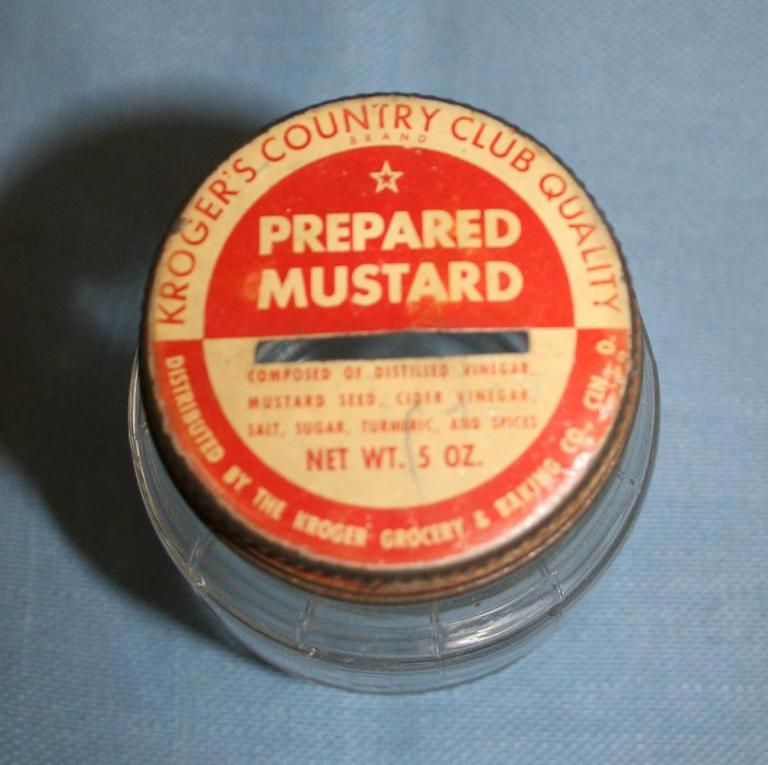 KROGER'S COUNTRY CLUB QUALITY
BRAND
PREPARED
MUSTARD
COMPOSED OF DISTILLED VINEGAR,
MUSTARD SEED, CIDER VINEGAR,
SALT, SUGAR, TURMERIC, AND SPICES
NET WT. 5 OZ.
DISTRIBUTED BY THE KROGER GROCERY & BAKING CO. CIN. O.